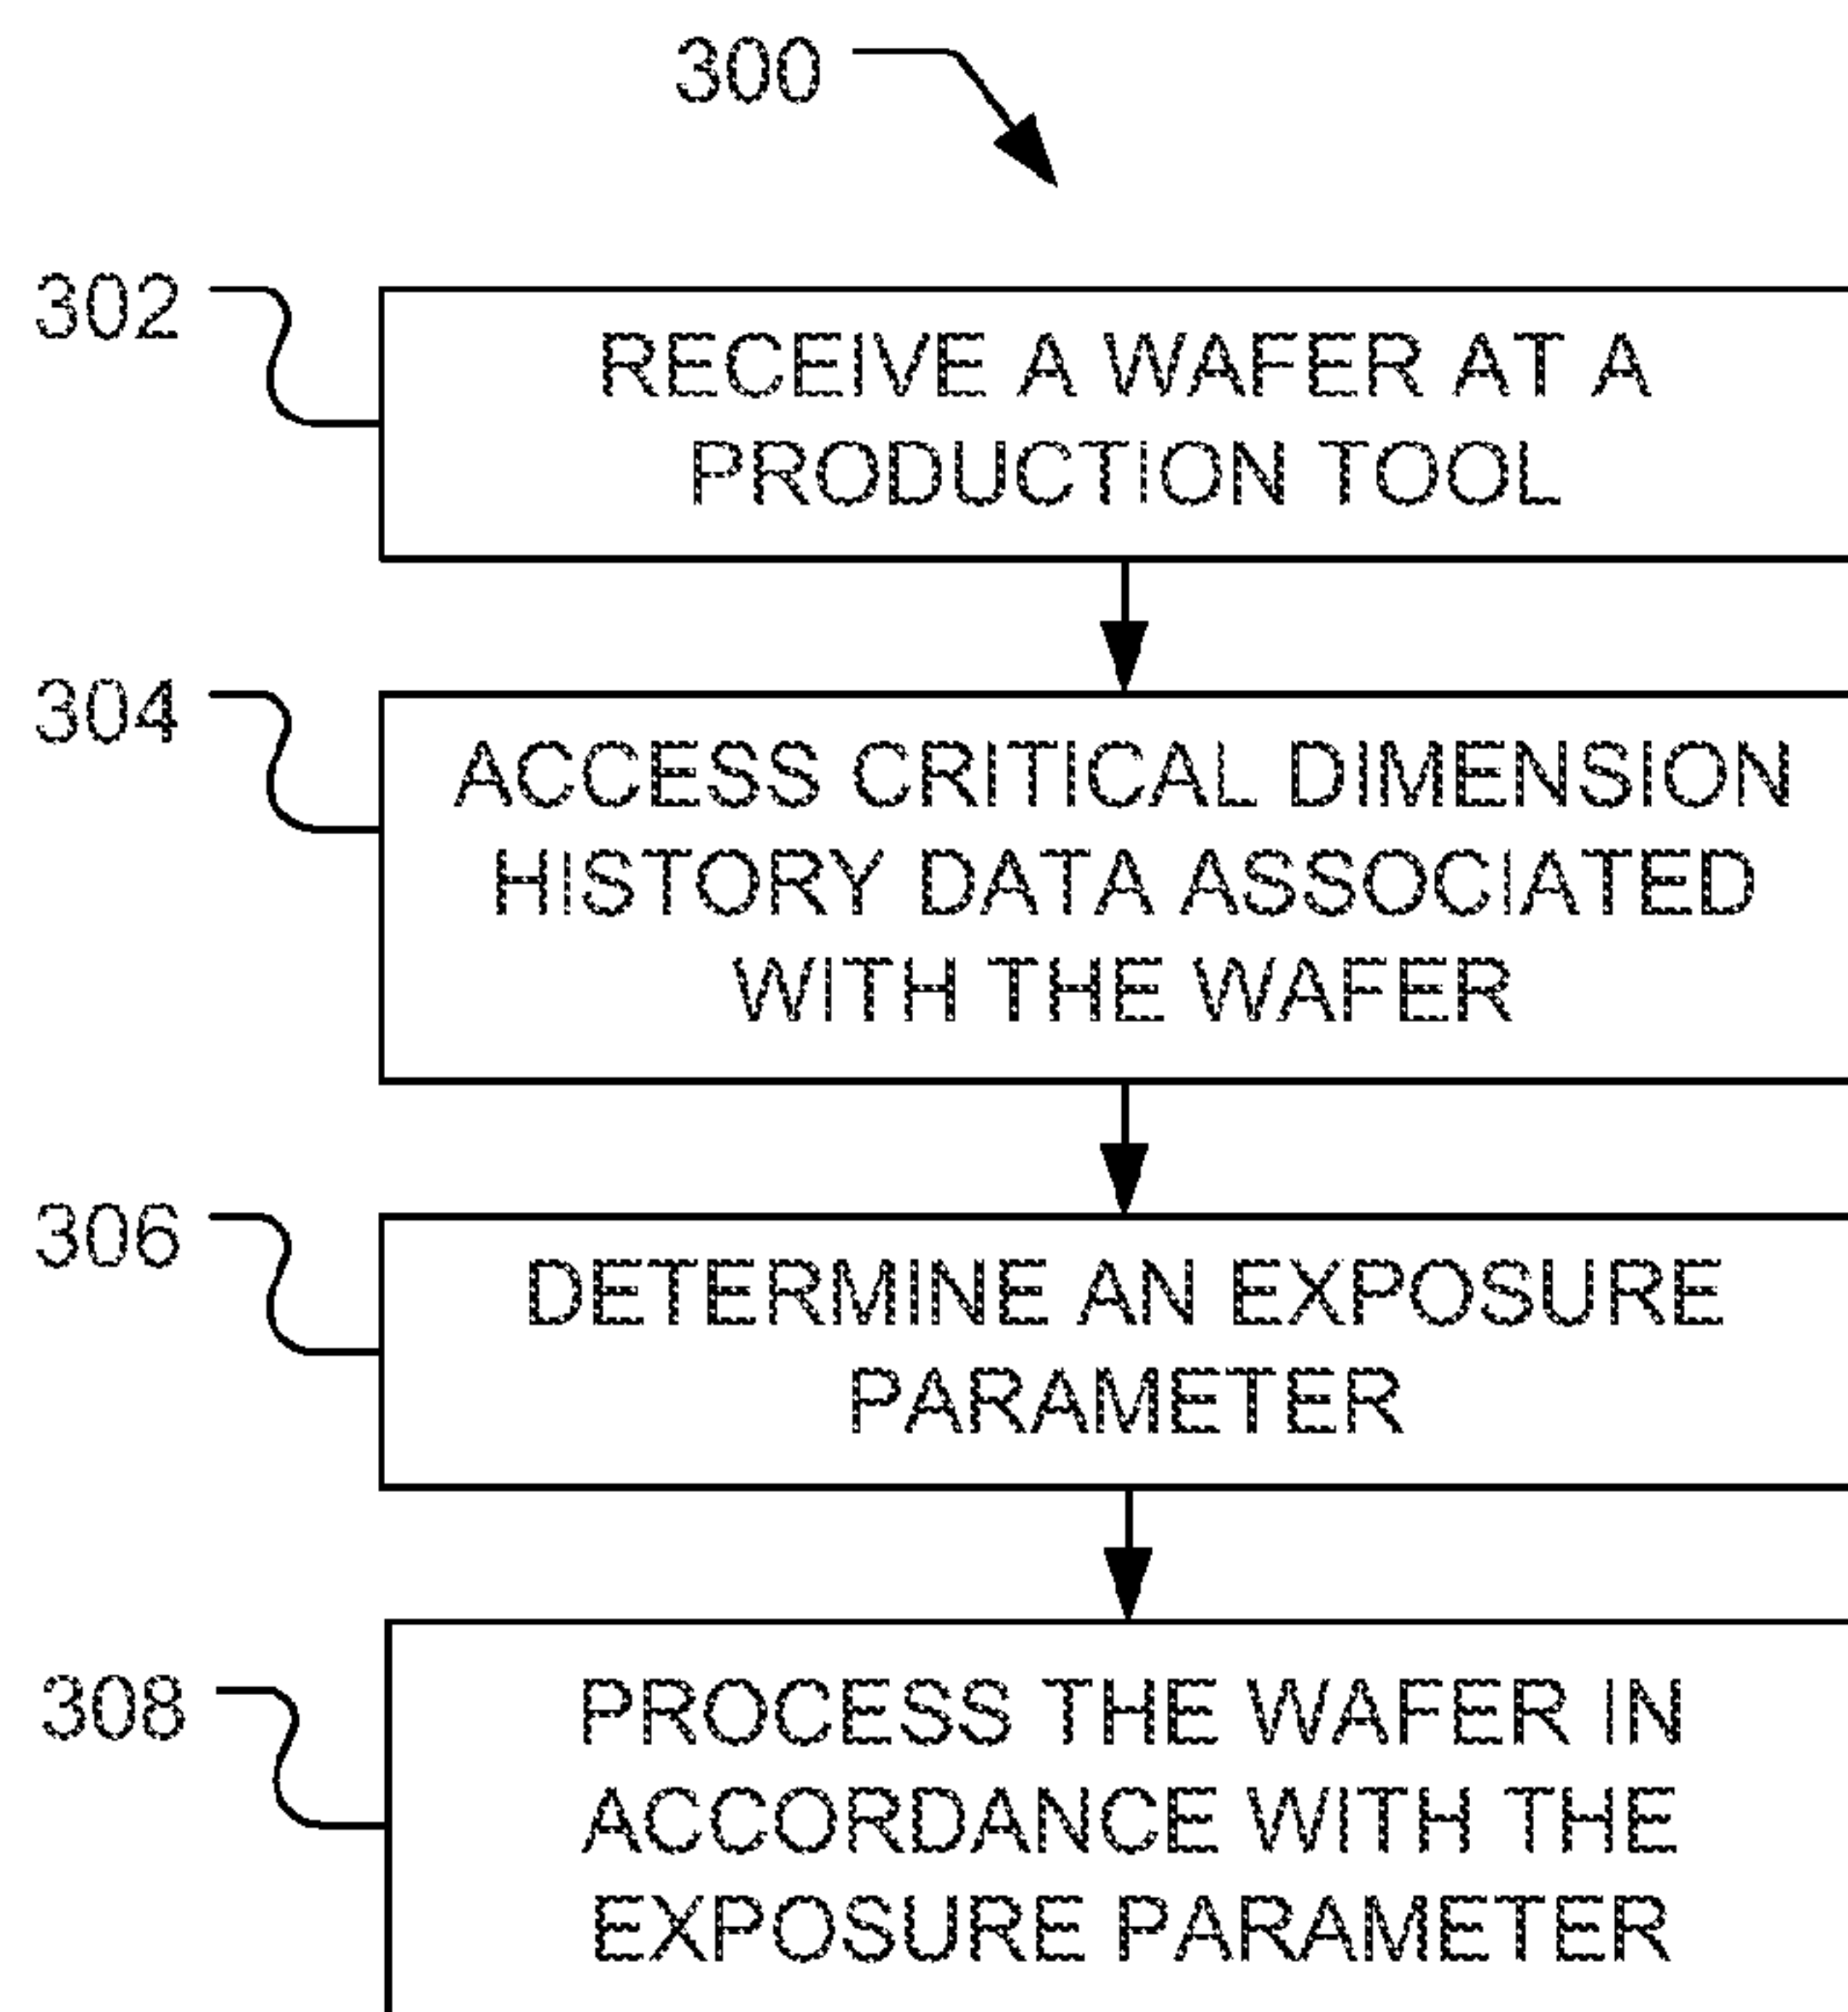 300
302
RECEIVE A WAFER AT A
PRODUCTION TOOL
304
ACCESS CRITICAL DIMENSION
HISTORY DATA ASSOCIATED
WITH THE WAFER
306
DETERMINE AN EXPOSURE
PARAMETER
308
PROCESS THE WAFER IN
ACCORDANCE WITH THE
EXPOSURE PARAMETER